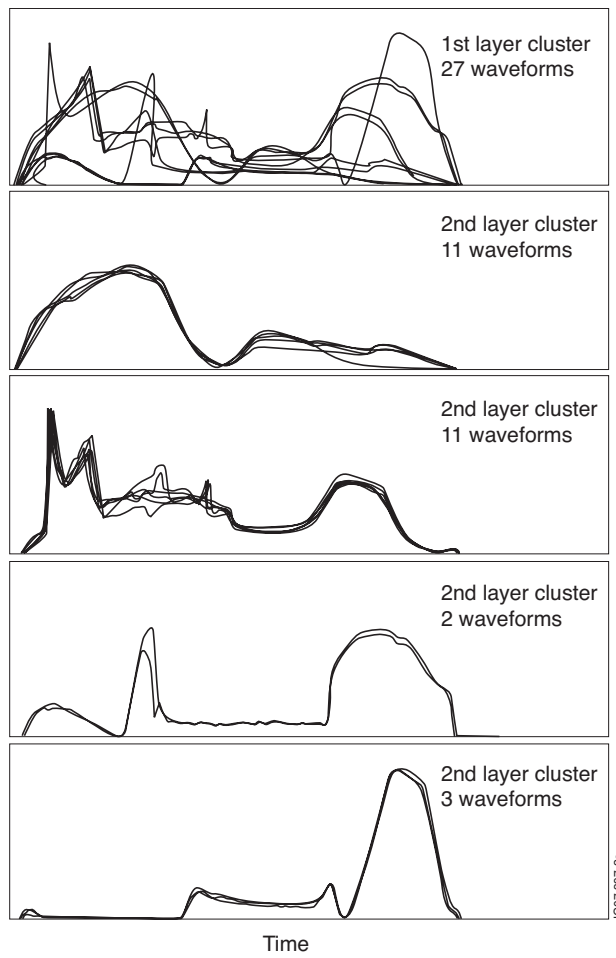 1st layer cluster
27 waveforms
2nd layer cluster
11 waveforms
2nd layer cluster
11 waveforms
2nd layer cluster
2 waveforms
2nd layer cluster
3 waveforms
Time